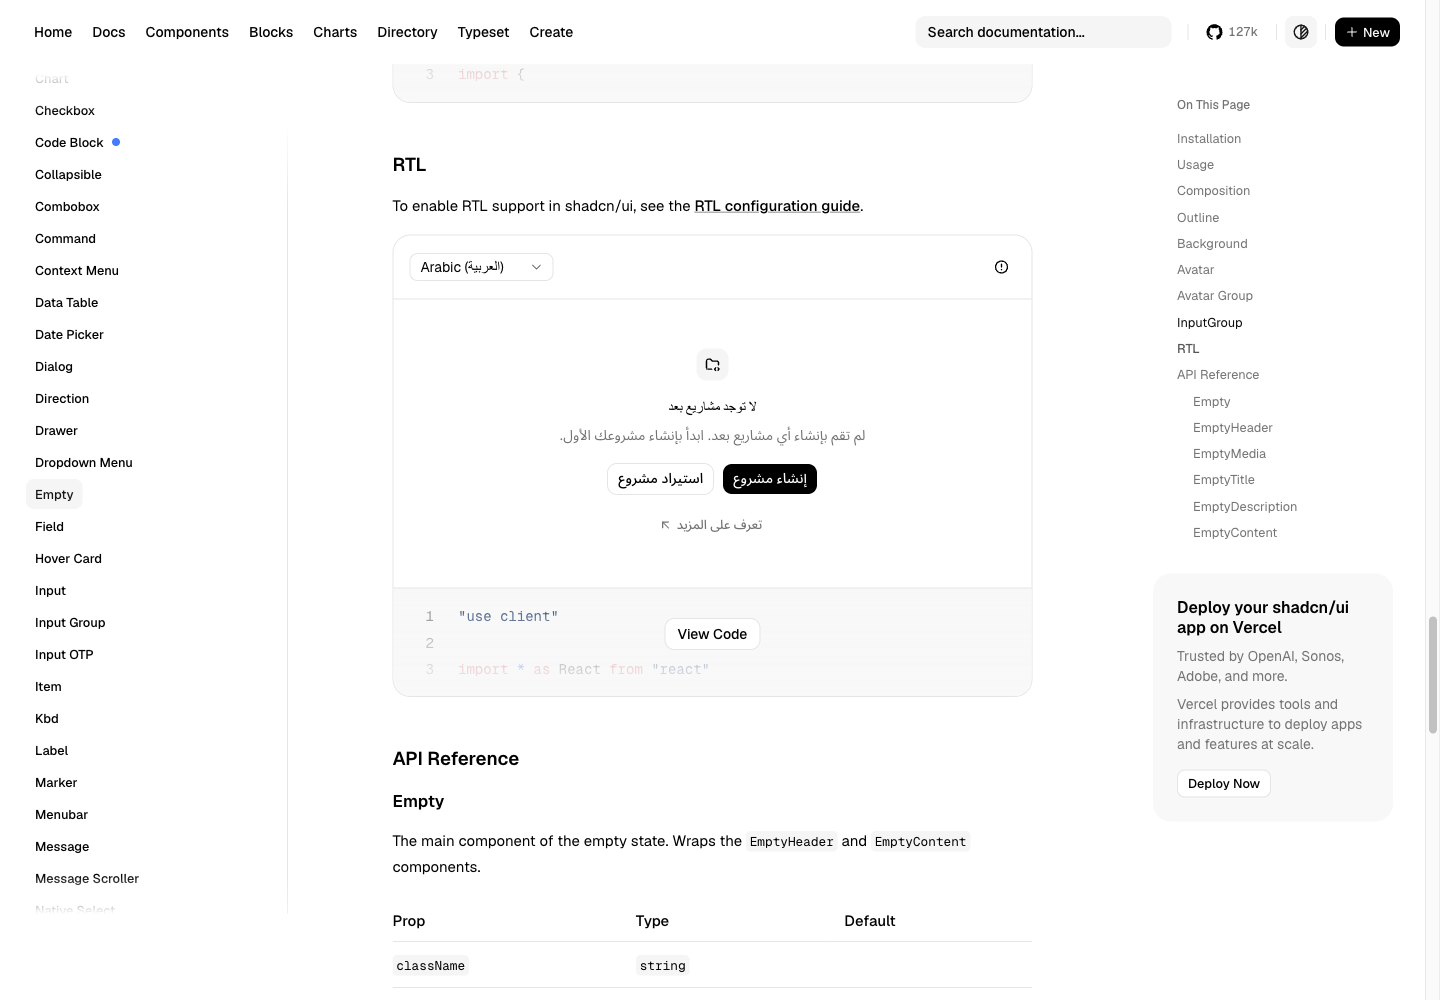 Home
Docs
Components
Blocks
Charts
Directory
Typeset
Create
Search documentation...
127k
New
Chart
Checkbox
Code Block
Collapsible
Combobox
Command
Context Menu
Data Table
Date Picker
Dialog
Direction
Drawer
Dropdown Menu
Empty
Field
Hover Card
Input
Input Group
Input OTP
Item
Kbd
Label
Marker
Menubar
Message
Message Scroller
Native Select
3 import {
RTL
To enable RTL support in shadcn/ui, see the RTL configuration guide.
Arabic (العربية)
لا توجد مشاريع بعد
لم تقم بإنشاء أي مشاريع بعد. ابدأ بإنشاء مشروعك الأول.
إنشاء مشروع
استيراد مشروع
تعرف على المزيد
1 "use client"
2
3 import * as React from "react"
View Code
API Reference
Empty
The main component of the empty state. Wraps the EmptyHeader and EmptyContent
components.
Prop Type Default
className string
On This Page
Installation
Usage
Composition
Outline
Background
Avatar
Avatar Group
InputGroup
RTL
API Reference
Empty
EmptyHeader
EmptyMedia
EmptyTitle
EmptyDescription
EmptyContent
Deploy your shadcn/ui
app on Vercel
Trusted by OpenAI, Sonos,
Adobe, and more.
Vercel provides tools and
infrastructure to deploy apps
and features at scale.
Deploy Now